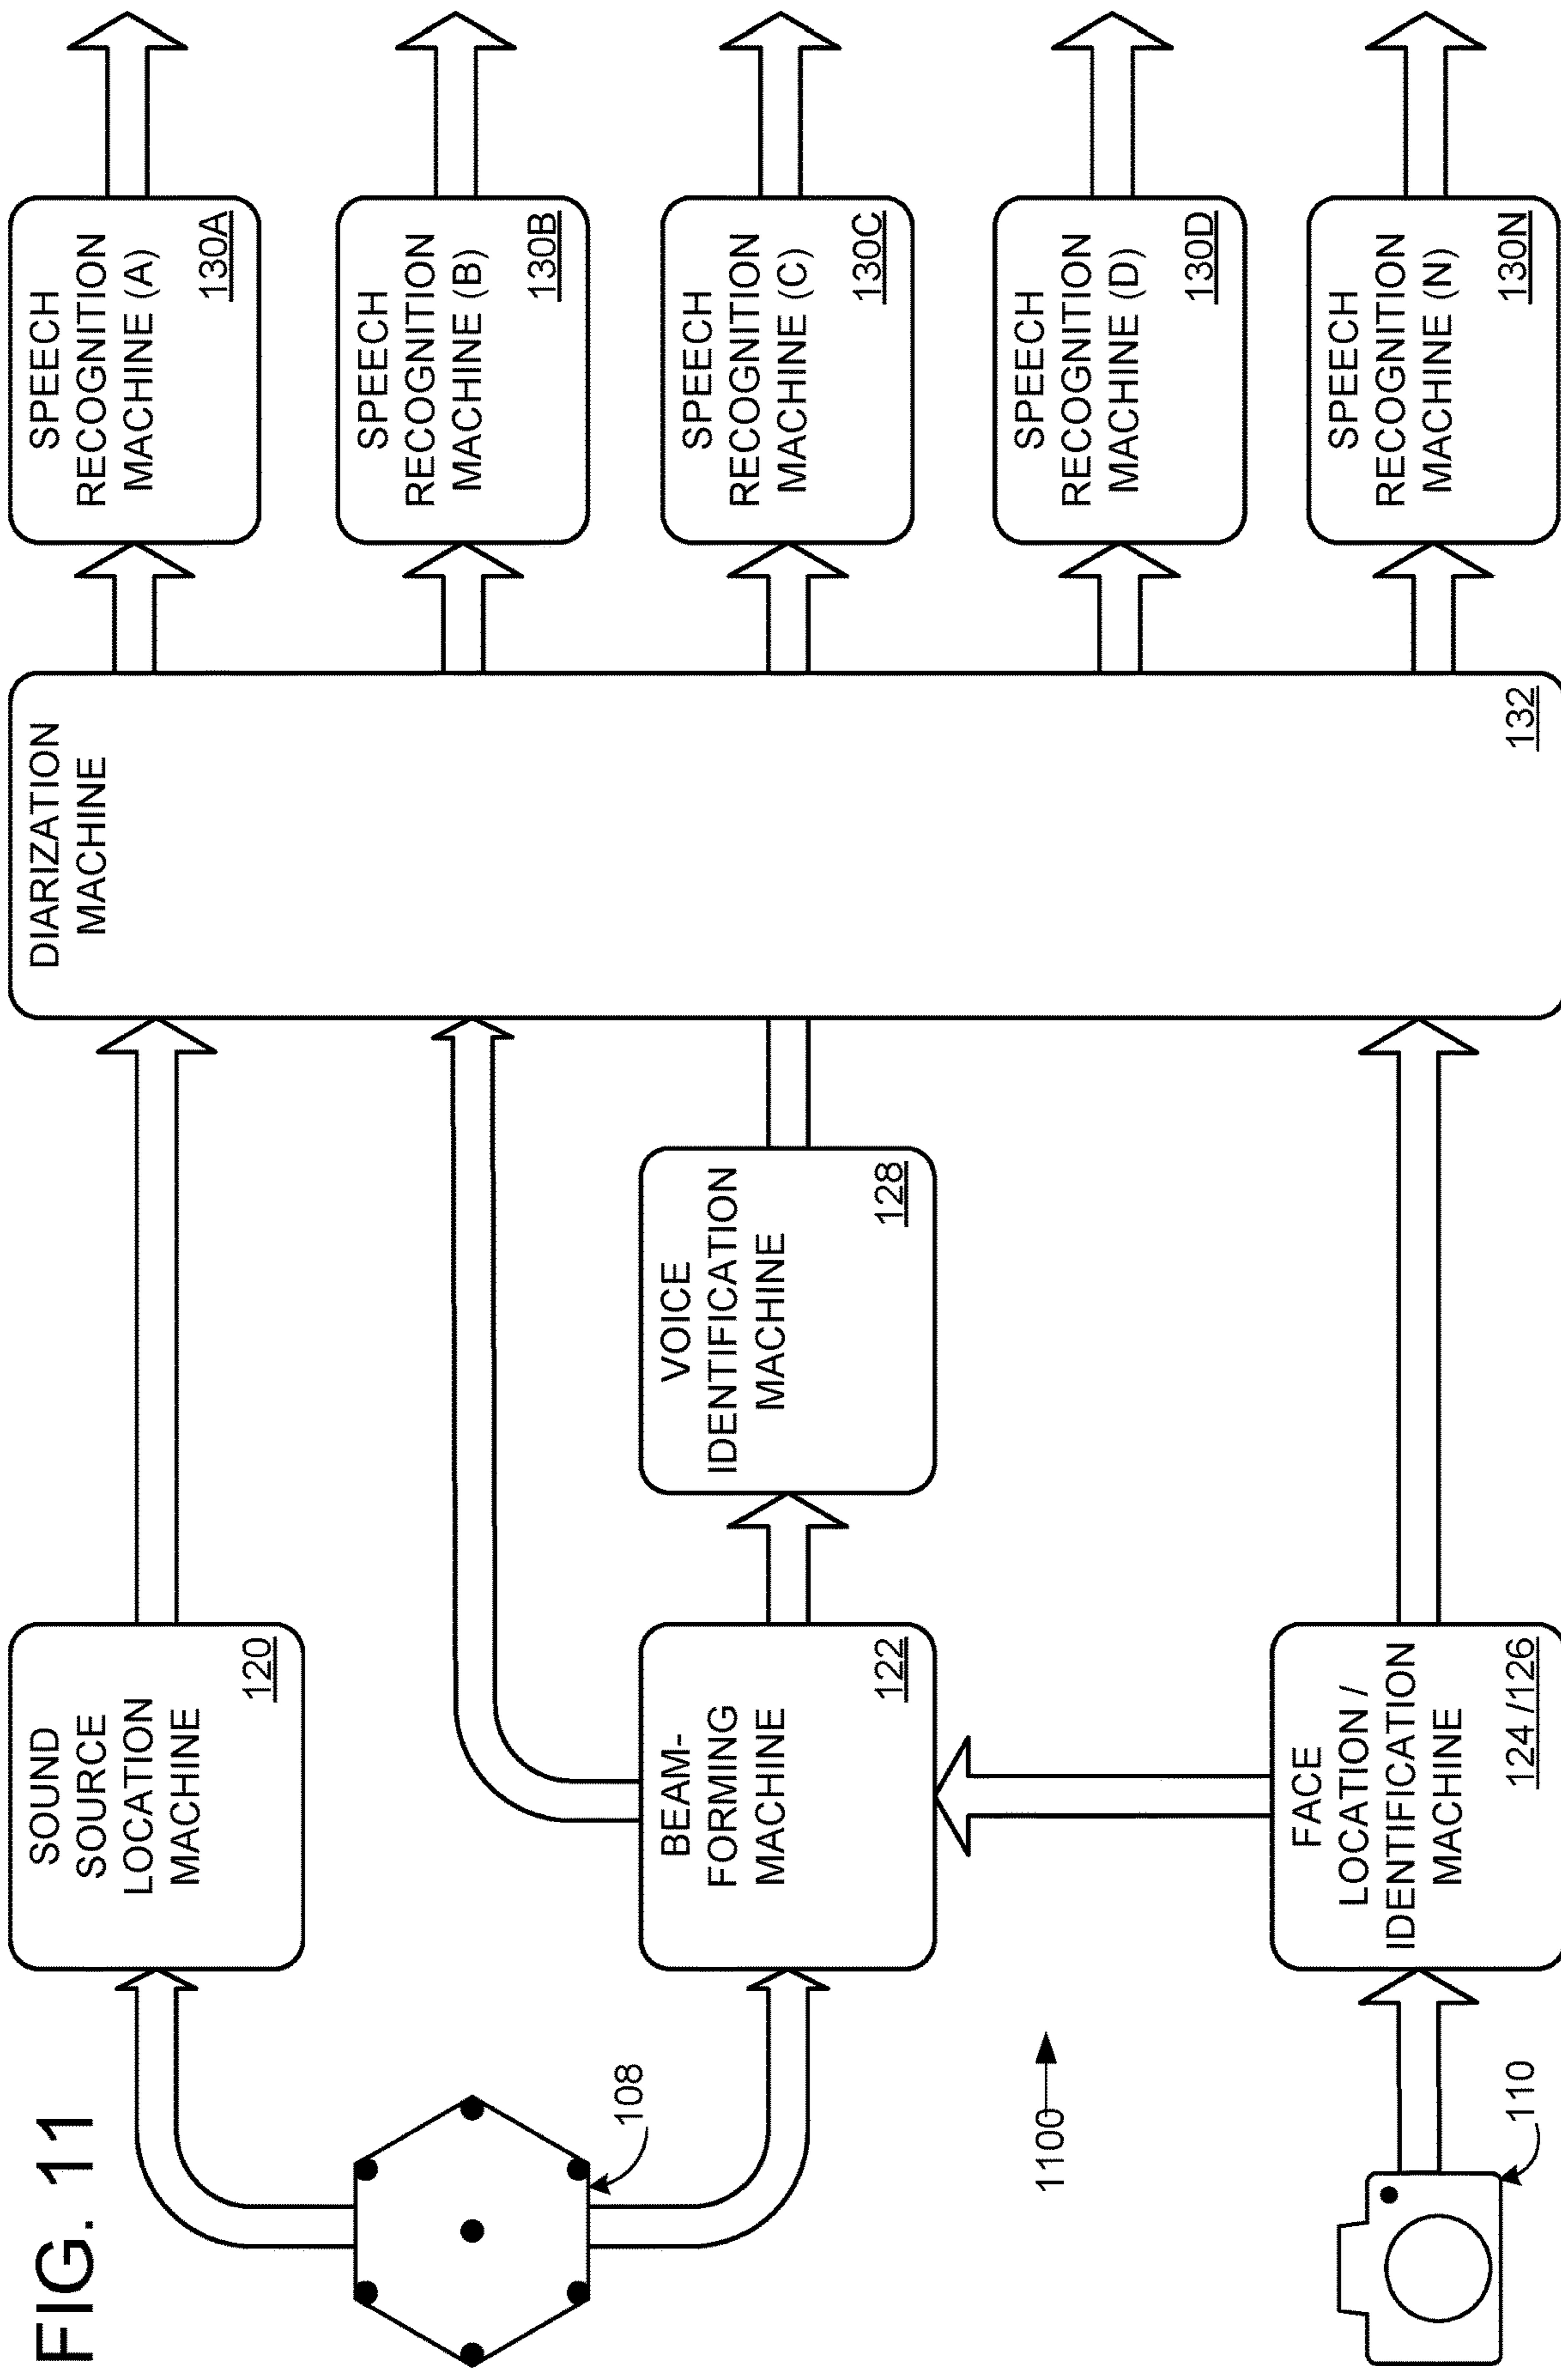 FIG. 11
108
1100
110
SOUND
SOURCE
LOCATION
MACHINE
120
BEAM-
FORMING
MACHINE
122
FACE
LOCATION /
IDENTIFICATION
MACHINE
124 /126
VOICE
IDENTIFICATION
MACHINE
128
DIARIZATION
MACHINE
132
SPEECH
RECOGNITION
MACHINE (A)
130A
SPEECH
RECOGNITION
MACHINE (B)
130B
SPEECH
RECOGNITION
MACHINE (C)
130C
SPEECH
RECOGNITION
MACHINE (D)
130D
SPEECH
RECOGNITION
MACHINE (N)
130N